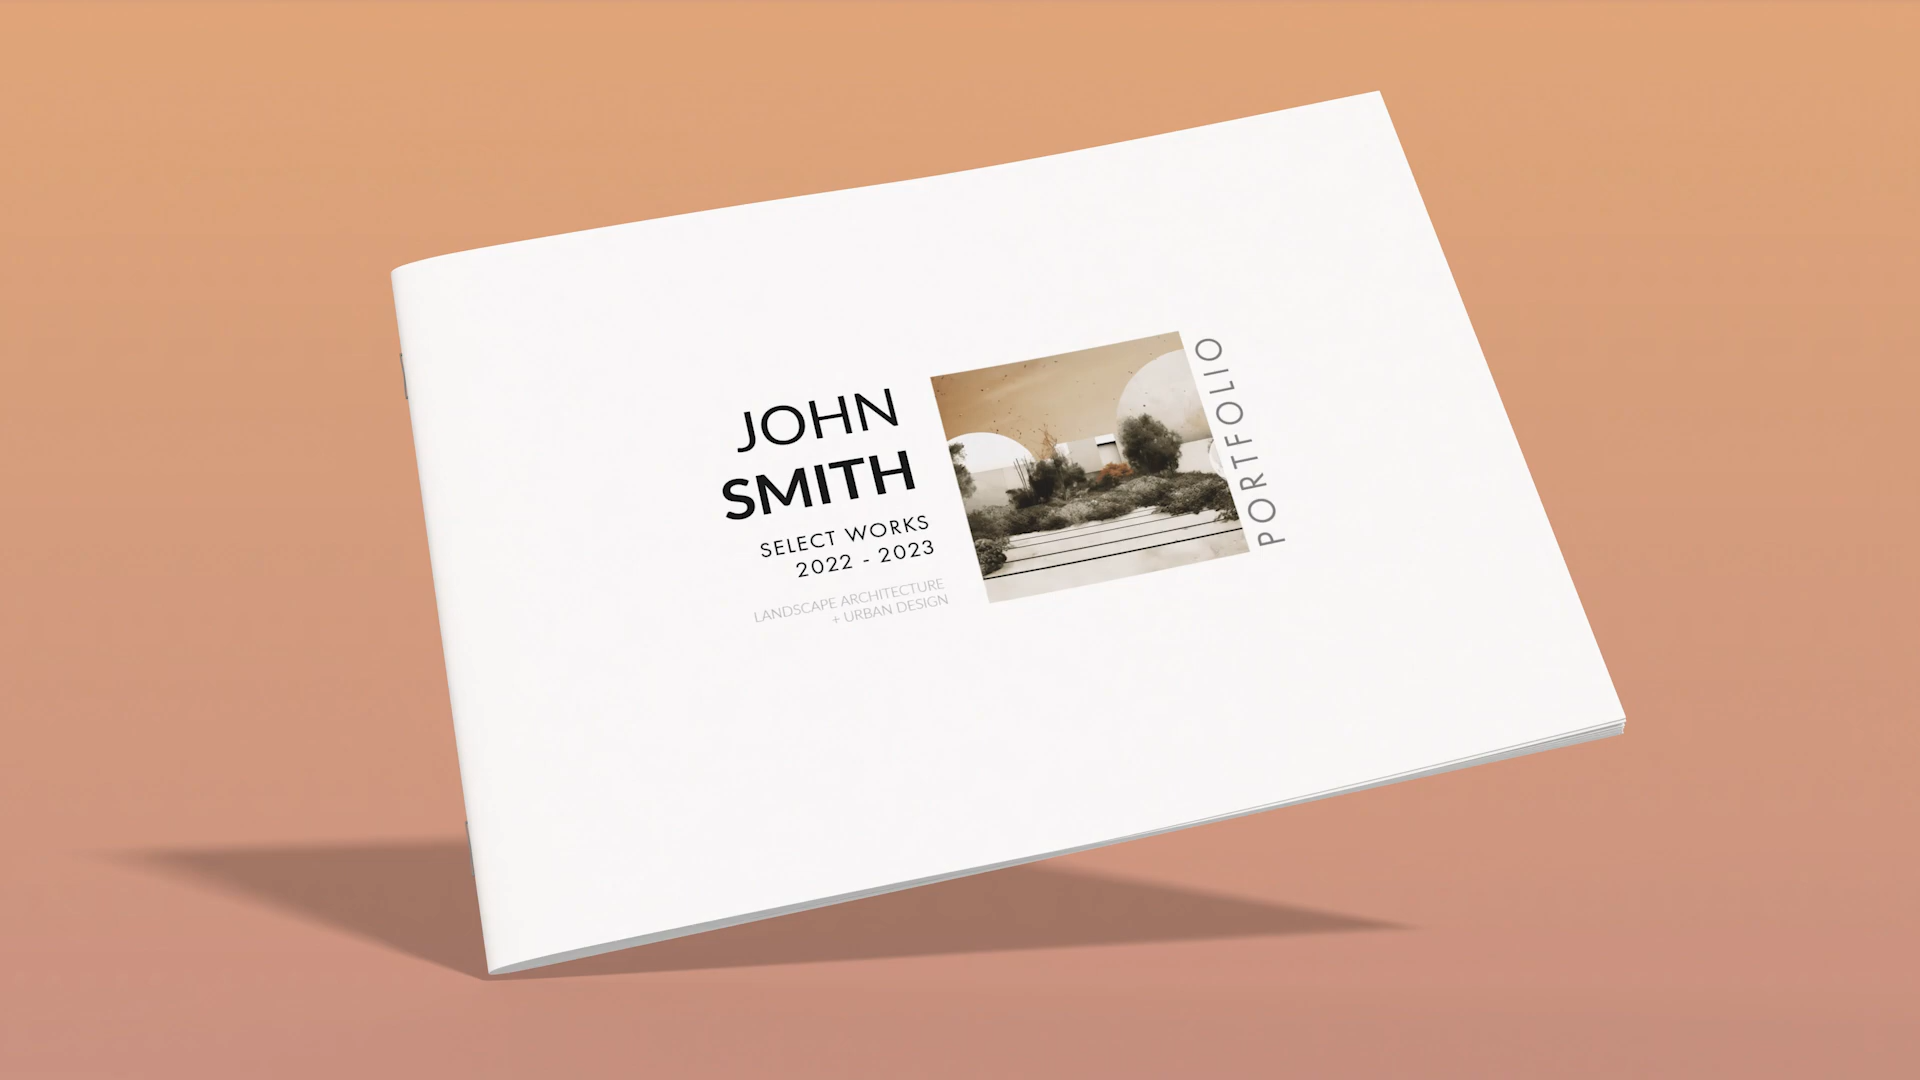 JOHN
SMITH
SELECT WORKS
2022 - 2023
LANDSCAPE ARCHITECTURE
+ URBAN DESIGN
PORTFOLIO